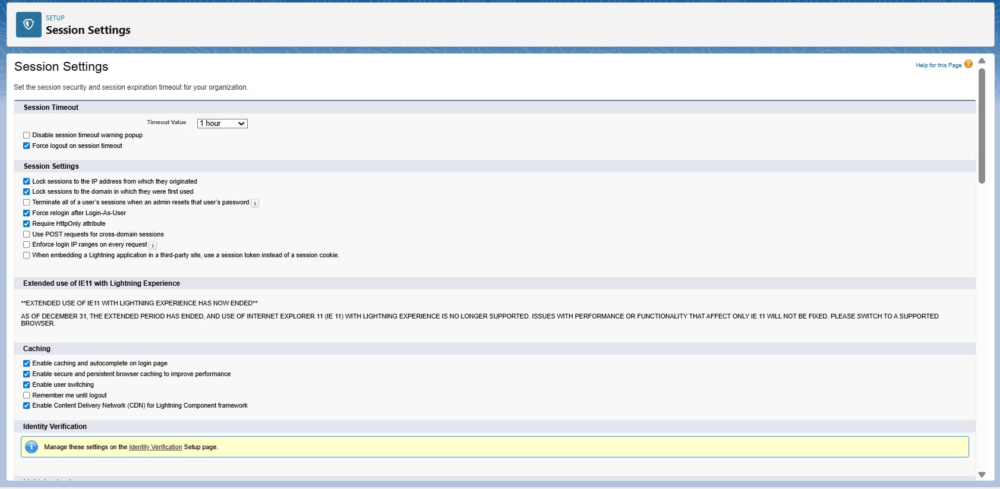 SETUP
Session Settings
Session Settings
Help for this Page
Set the session security and session expiration timeout for your organization.
Session Timeout
Timeout Value 1 hour
Disable session timeout warning popup
Force logout on session timeout
Session Settings
Lock sessions to the IP address from which they originated
Lock sessions to the domain in which they were first used
Terminate all of a user's sessions when an admin resets that user's password
Force relogin after Login-As-User
Require HttpOnly attribute
Use POST requests for cross-domain sessions
Enforce login IP ranges on every request
When embedding a Lightning application in a third-party site, use a session token instead of a session cookie.
Extended use of IE11 with Lightning Experience
**EXTENDED USE OF IE11 WITH LIGHTNING EXPERIENCE HAS NOW ENDED**
AS OF DECEMBER 31, THE EXTENDED PERIOD HAS ENDED, AND USE OF INTERNET EXPLORER 11 (IE 11) WITH LIGHTNING EXPERIENCE IS NO LONGER SUPPORTED. ISSUES WITH PERFORMANCE OR FUNCTIONALITY THAT AFFECT ONLY IE 11 WILL NOT BE FIXED. PLEASE SWITCH TO A SUPPORTED
BROWSER.
Caching
Enable caching and autocomplete on login page
Enable secure and persistent browser caching to improve performance
Enable user switching
Remember me until logout
Enable Content Delivery Network (CDN) for Lightning Component framework
Identity Verification
Manage these settings on the Identity Verification Setup page.